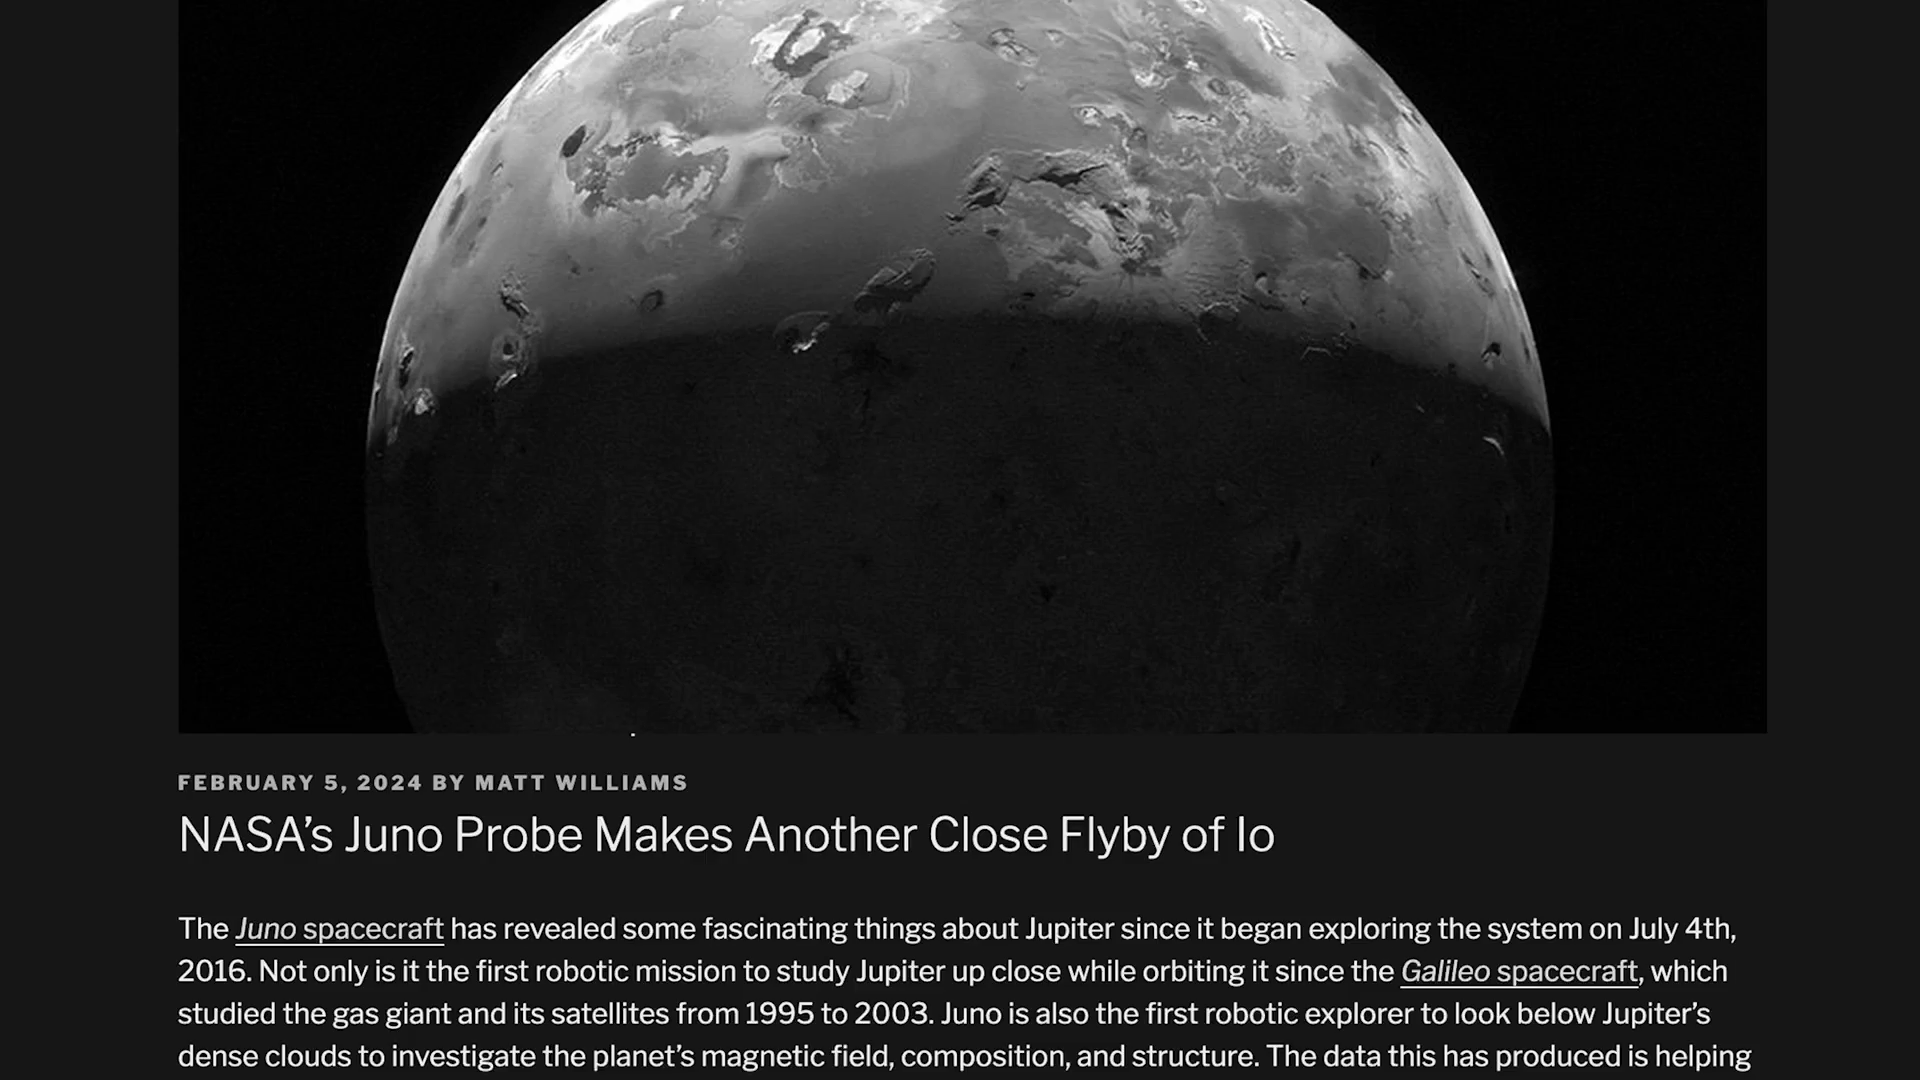 FEBRUARY 5, 2024 BY MATT WILLIAMS
NASA’s Juno Probe Makes Another Close Flyby of Io
The Juno spacecraft has revealed some fascinating things about Jupiter since it began exploring the system on July 4th,
2016. Not only is it the first robotic mission to study Jupiter up close while orbiting it since the Galileo spacecraft, which
studied the gas giant and its satellites from 1995 to 2003. Juno is also the first robotic explorer to look below Jupiter’s
dense clouds to investigate the planet’s magnetic field, composition, and structure. The data this has produced is helping